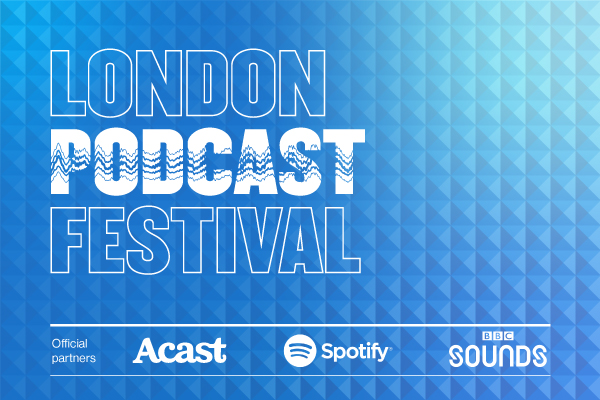 LONDON
PODCAST
FESTIVAL
Official
partners
Acast
Spotify
BBC
SOUNDS